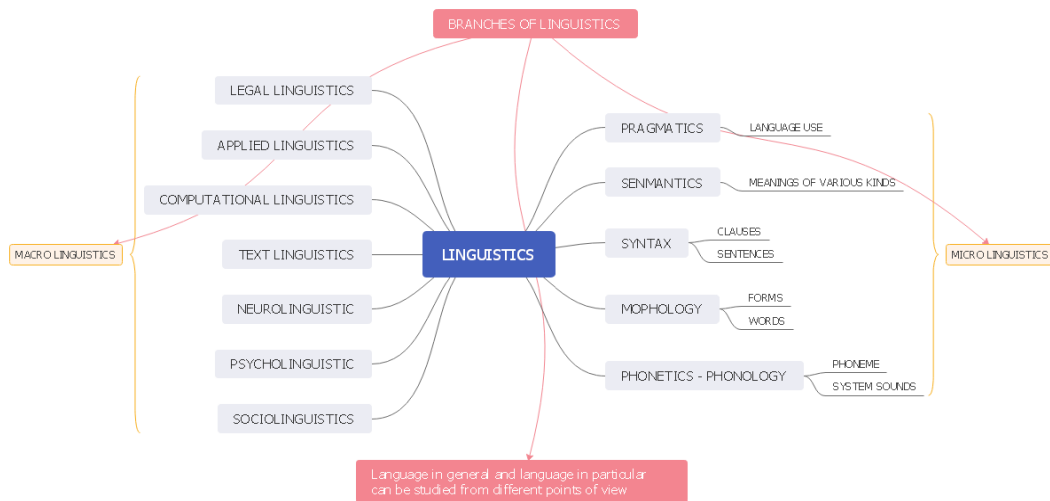 BRANCHES OF LINGUISTICS
LEGAL LINGUISTICS
APPLIED LINGUISTICS
COMPUTATIONAL LINGUISTICS
TEXT LINGUISTICS
NEUROLINGUISTIC
PSYCHOLINGUISTIC
SOCIOLINGUISTICS
MACRO LINGUISTICS
LINGUISTICS
PRAGMATICS
LANGUAGE USE
SENMANTICS
MEANINGS OF VARIOUS KINDS
SYNTAX
CLAUSES
SENTENCES
MOPHOLOGY
FORMS
WORDS
PHONETICS - PHONOLOGY
PHONEME
SYSTEM SOUNDS
MICRO LINGUISTICS
Language in general and language in particular
can be studied from different points of view